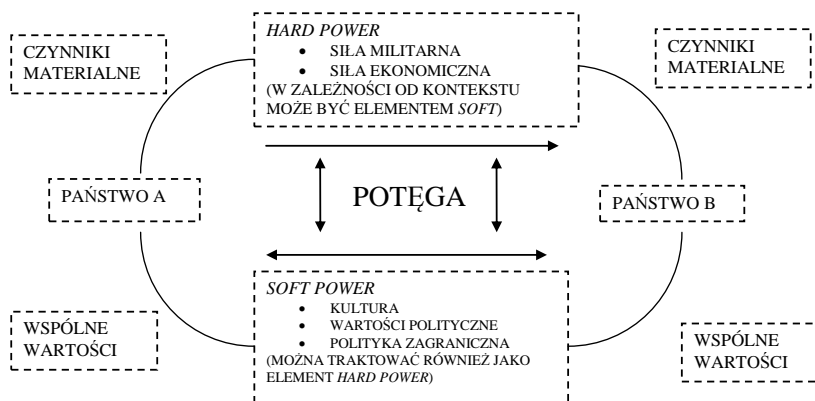 HARD POWER
• SIŁA MILITARNA
• SIŁA EKONOMICZNA
(W ZALEŻNOŚCI OD KONTEKSTU
MOŻE BYĆ ELEMENTEM SOFT)
CZYNNIKI
MATERIALNE
CZYNNIKI
MATERIALNE
PAŃSTWO A
POTĘGA
PAŃSTWO B
SOFT POWER
• KULTURA
• WARTOŚCI POLITYCZNE
• POLITYKA ZAGRANICZNA
(MOŻNA TRAKTOWAĆ RÓWNIEŻ JAKO
ELEMENT HARD POWER)
WSPÓLNE
WARTOŚCI
WSPÓLNE
WARTOŚCI